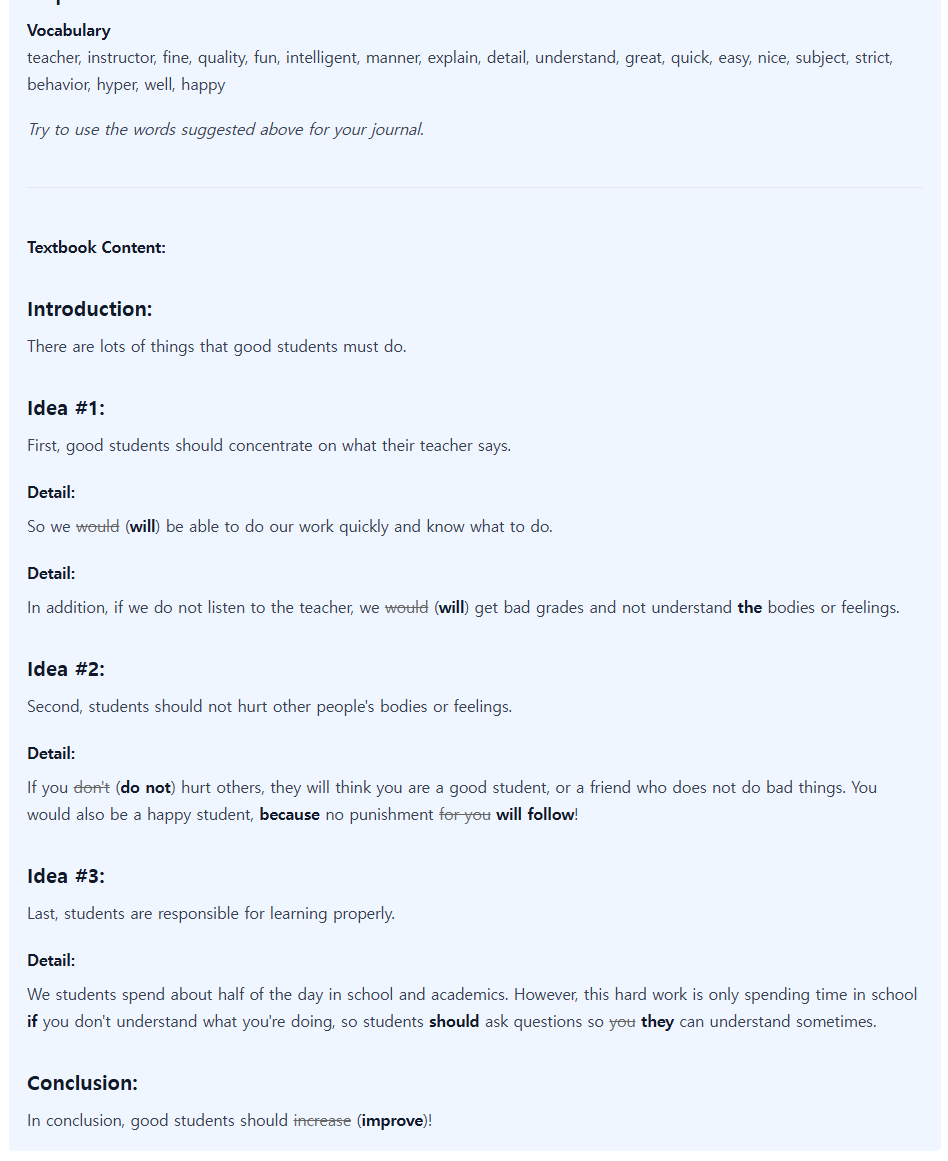 Vocabulary
teacher, instructor, fine, quality, fun, intelligent, manner, explain, detail, understand, great, quick, easy, nice, subject, strict,
behavior, hyper, well, happy
Try to use the words suggested above for your journal.
Textbook Content:
Introduction:
There are lots of things that good students must do.
Idea #1:
First, good students should concentrate on what their teacher says.
Detail:
So we would (will) be able to do our work quickly and know what to do.
Detail:
In addition, if we do not listen to the teacher, we would (will) get bad grades and not understand the bodies or feelings.
Idea #2:
Second, students should not hurt other people's bodies or feelings.
Detail:
If you don't (do not) hurt others, they will think you are a good student, or a friend who does not do bad things. You
would also be a happy student, because no punishment for you will follow!
Idea #3:
Last, students are responsible for learning properly.
Detail:
We students spend about half of the day in school and academics. However, this hard work is only spending time in school
if you don't understand what you're doing, so students should ask questions so you they can understand sometimes.
Conclusion:
In conclusion, good students should increase (improve)!